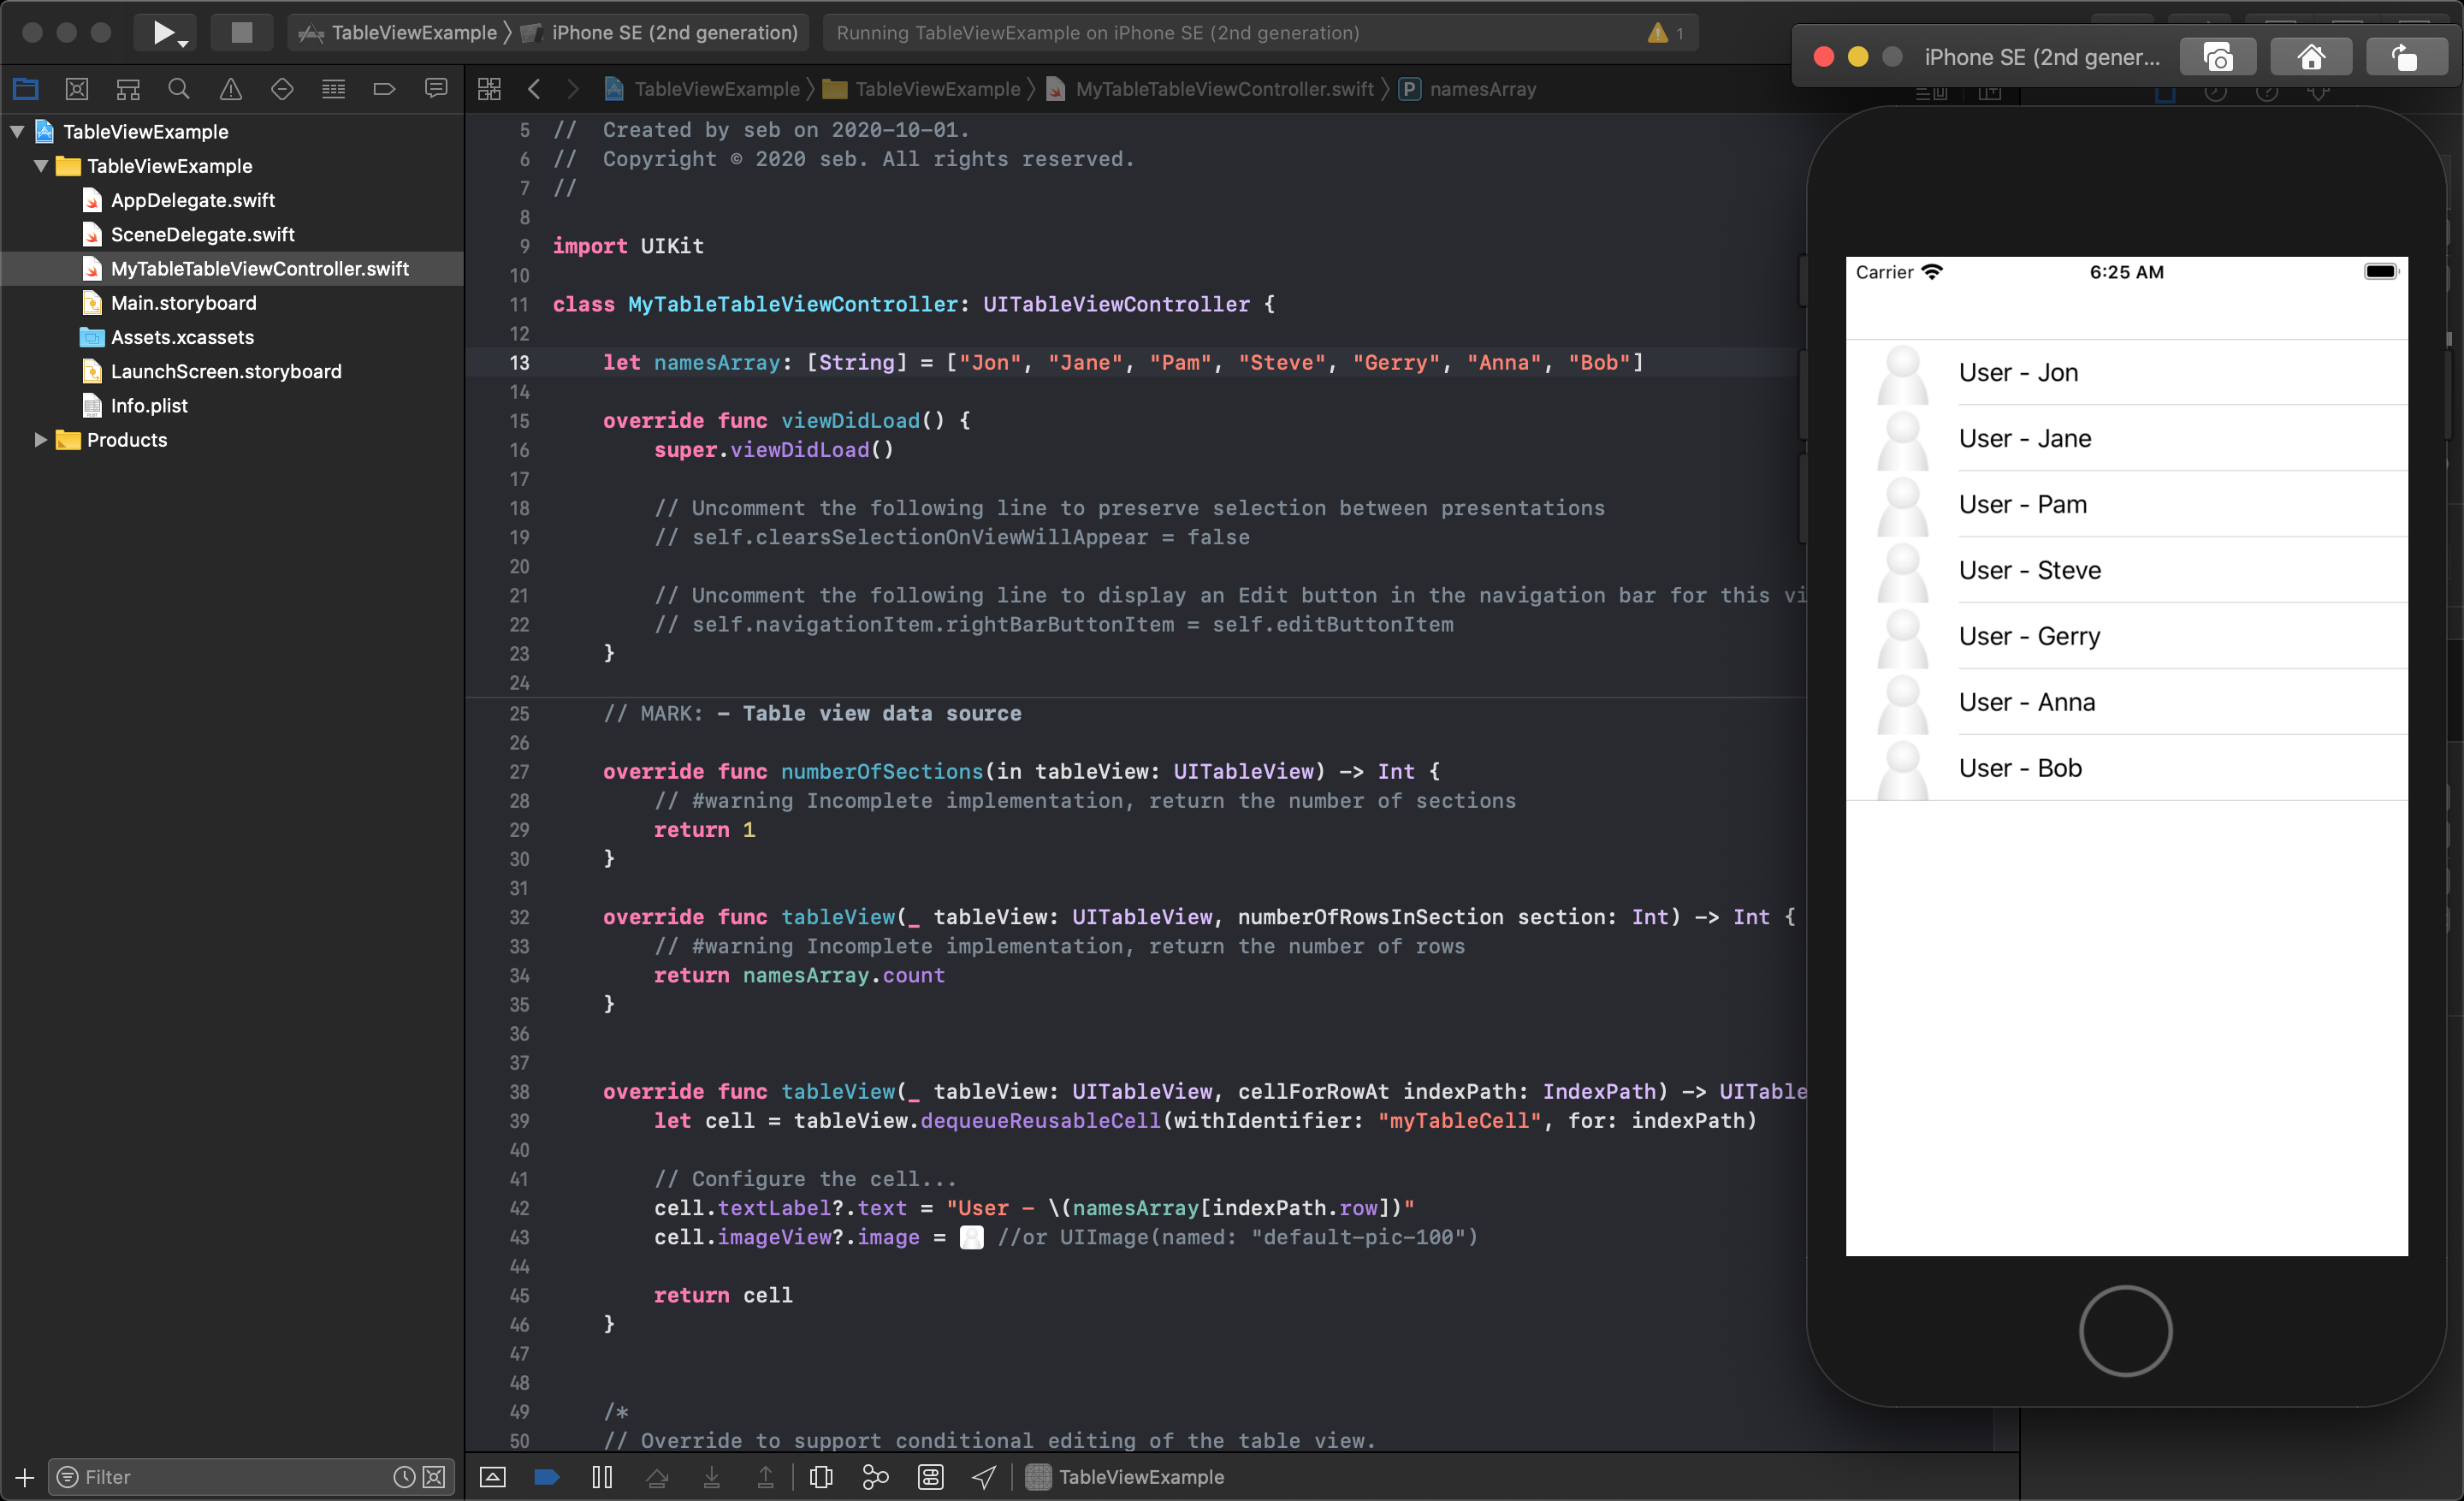 TableViewExample 〉 iPhone SE (2nd generation)
Running TableViewExample on iPhone SE (2nd generation)
1
iPhone SE (2nd gener...
TableViewExample 〉 TableViewExample 〉 MyTableTableViewController.swift 〉 P namesArray
TableViewExample
TableViewExample
AppDelegate.swift
SceneDelegate.swift
MyTableTableViewController.swift
Main.storyboard
Assets.xcassets
LaunchScreen.storyboard
Info.plist
Products
Filter
5 //  Created by seb on 2020-10-01.
6 //  Copyright © 2020 seb. All rights reserved.
7 //
8
9 import UIKit
10
11 class MyTableTableViewController: UITableViewController {
12
13     let namesArray: [String] = ["Jon", "Jane", "Pam", "Steve", "Gerry", "Anna", "Bob"]
14
15     override func viewDidLoad() {
16         super.viewDidLoad()
17
18         // Uncomment the following line to preserve selection between presentations
19         // self.clearsSelectionOnViewWillAppear = false
20
21         // Uncomment the following line to display an Edit button in the navigation bar for this vi
22         // self.navigationItem.rightBarButtonItem = self.editButtonItem
23     }
24
25     // MARK: - Table view data source
26
27     override func numberOfSections(in tableView: UITableView) -> Int {
28         // #warning Incomplete implementation, return the number of sections
29         return 1
30     }
31
32     override func tableView(_ tableView: UITableView, numberOfRowsInSection section: Int) -> Int {
33         // #warning Incomplete implementation, return the number of rows
34         return namesArray.count
35     }
36
37
38     override func tableView(_ tableView: UITableView, cellForRowAt indexPath: IndexPath) -> UITable
39         let cell = tableView.dequeueReusableCell(withIdentifier: "myTableCell", for: indexPath)
40
41         // Configure the cell...
42         cell.textLabel?.text = "User - \(namesArray[indexPath.row])"
43         cell.imageView?.image = //or UIImage(named: "default-pic-100")
44
45         return cell
46     }
47
48
49     /*
50     // Override to support conditional editing of the table view.
TableViewExample
Carrier 6:25 AM
User - Jon
User - Jane
User - Pam
User - Steve
User - Gerry
User - Anna
User - Bob